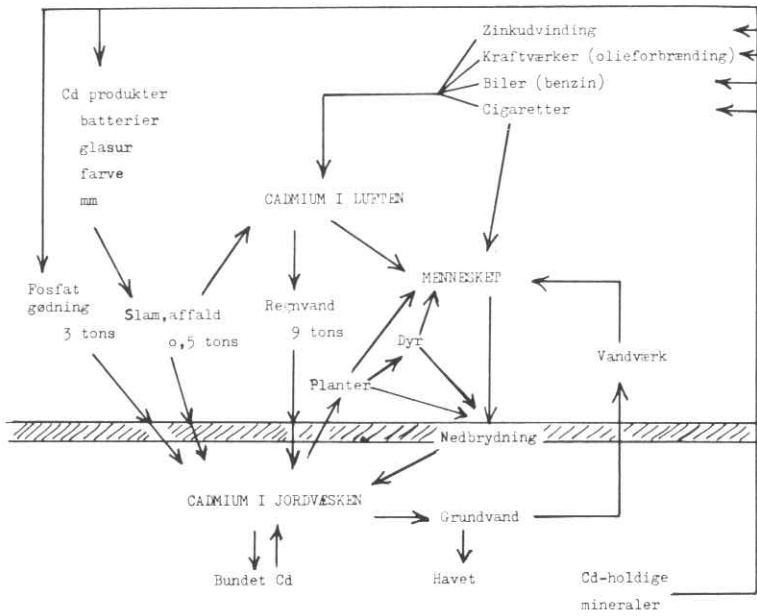 Zinkudvinding
Kraftværker (olieforbrænding)
Biler (benzin)
Cigaretter
Cd produkter
batterier
glasur
farve
mm
CADMIUM I LUFTEN
MENNESKET
Fosfat
gødning
3 tons
Slam,affald
0,5 tons
Regnvand
9 tons
Dyr
Planter
Vandværk
Nedbrydning
CADMIUM I JORDVÆSKEN
Grundvand
Bundet Cd
Havet
Cd-holdige
mineraler